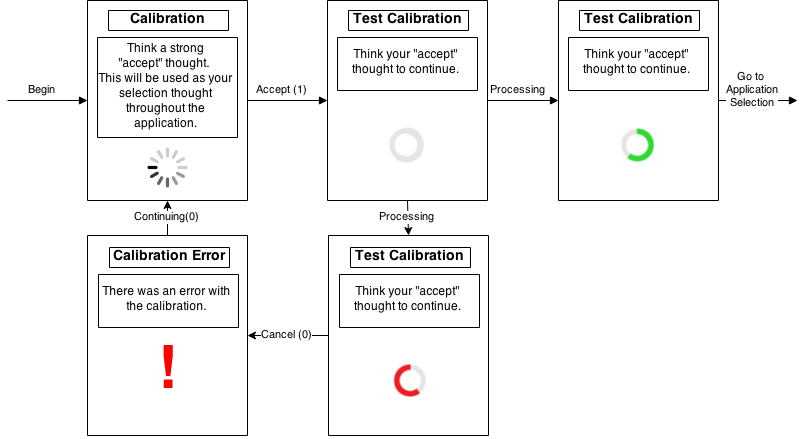 Calibration
Think a strong
"accept" thought.
This will be used as your
selection thought
throughout the
application.
Begin
Accept (1)
Test Calibration
Think your "accept"
thought to continue.
Processing
Test Calibration
Think your "accept"
thought to continue.
Go to
Application
Selection
Continuing(0)
Processing
Calibration Error
There was an error with
the calibration.
!
Cancel (0)
Test Calibration
Think your "accept"
thought to continue.